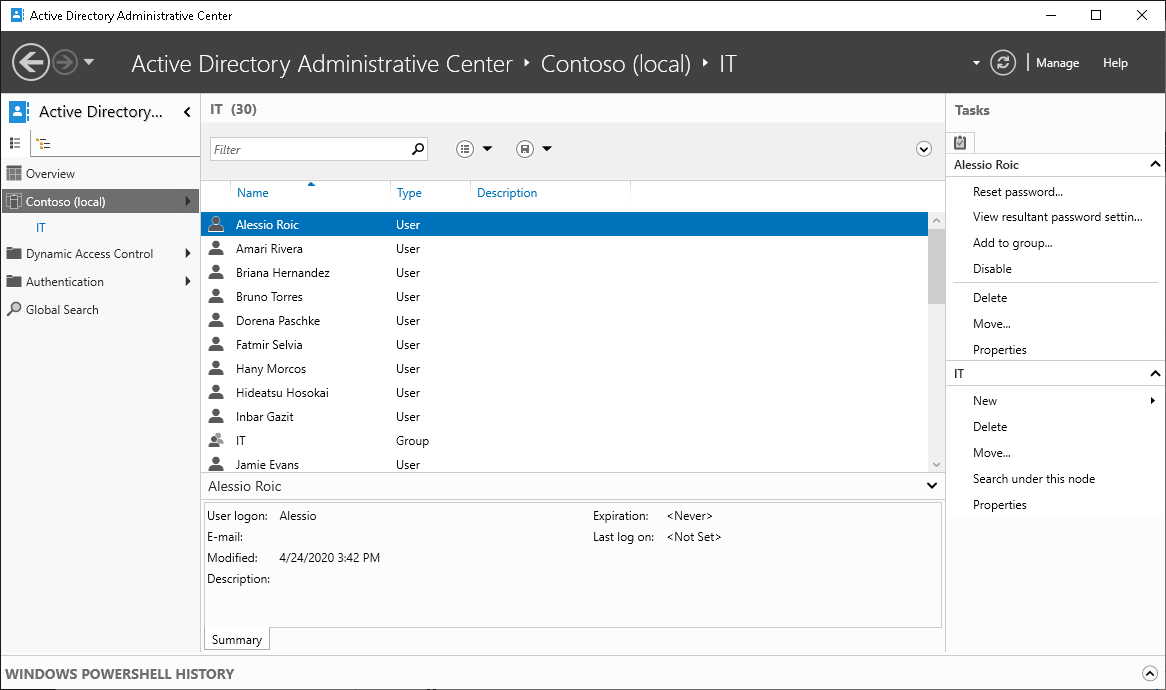 Active Directory Administrative Center
Active Directory Administrative Center • Contoso (local) • IT
Manage
Help
Active Directory...
Overview
Contoso (local)
IT
Dynamic Access Control
Authentication
Global Search
IT (30)
Filter
Name Type Description
Alessio Roic User
Amari Rivera User
Briana Hernandez User
Bruno Torres User
Dorena Paschke User
Fatmir Selvia User
Hany Morcos User
Hideatsu Hosokai User
Inbar Gazit User
IT Group
Jamie Evans User
Alessio Roic
User logon: Alessio
E-mail:
Modified: 4/24/2020 3:42 PM
Description:
Expiration: <Never>
Last log on: <Not Set>
Summary
Tasks
Alessio Roic
Reset password...
View resultant password settin...
Add to group...
Disable
Delete
Move...
Properties
IT
New
Delete
Move...
Search under this node
Properties
WINDOWS POWERSHELL HISTORY